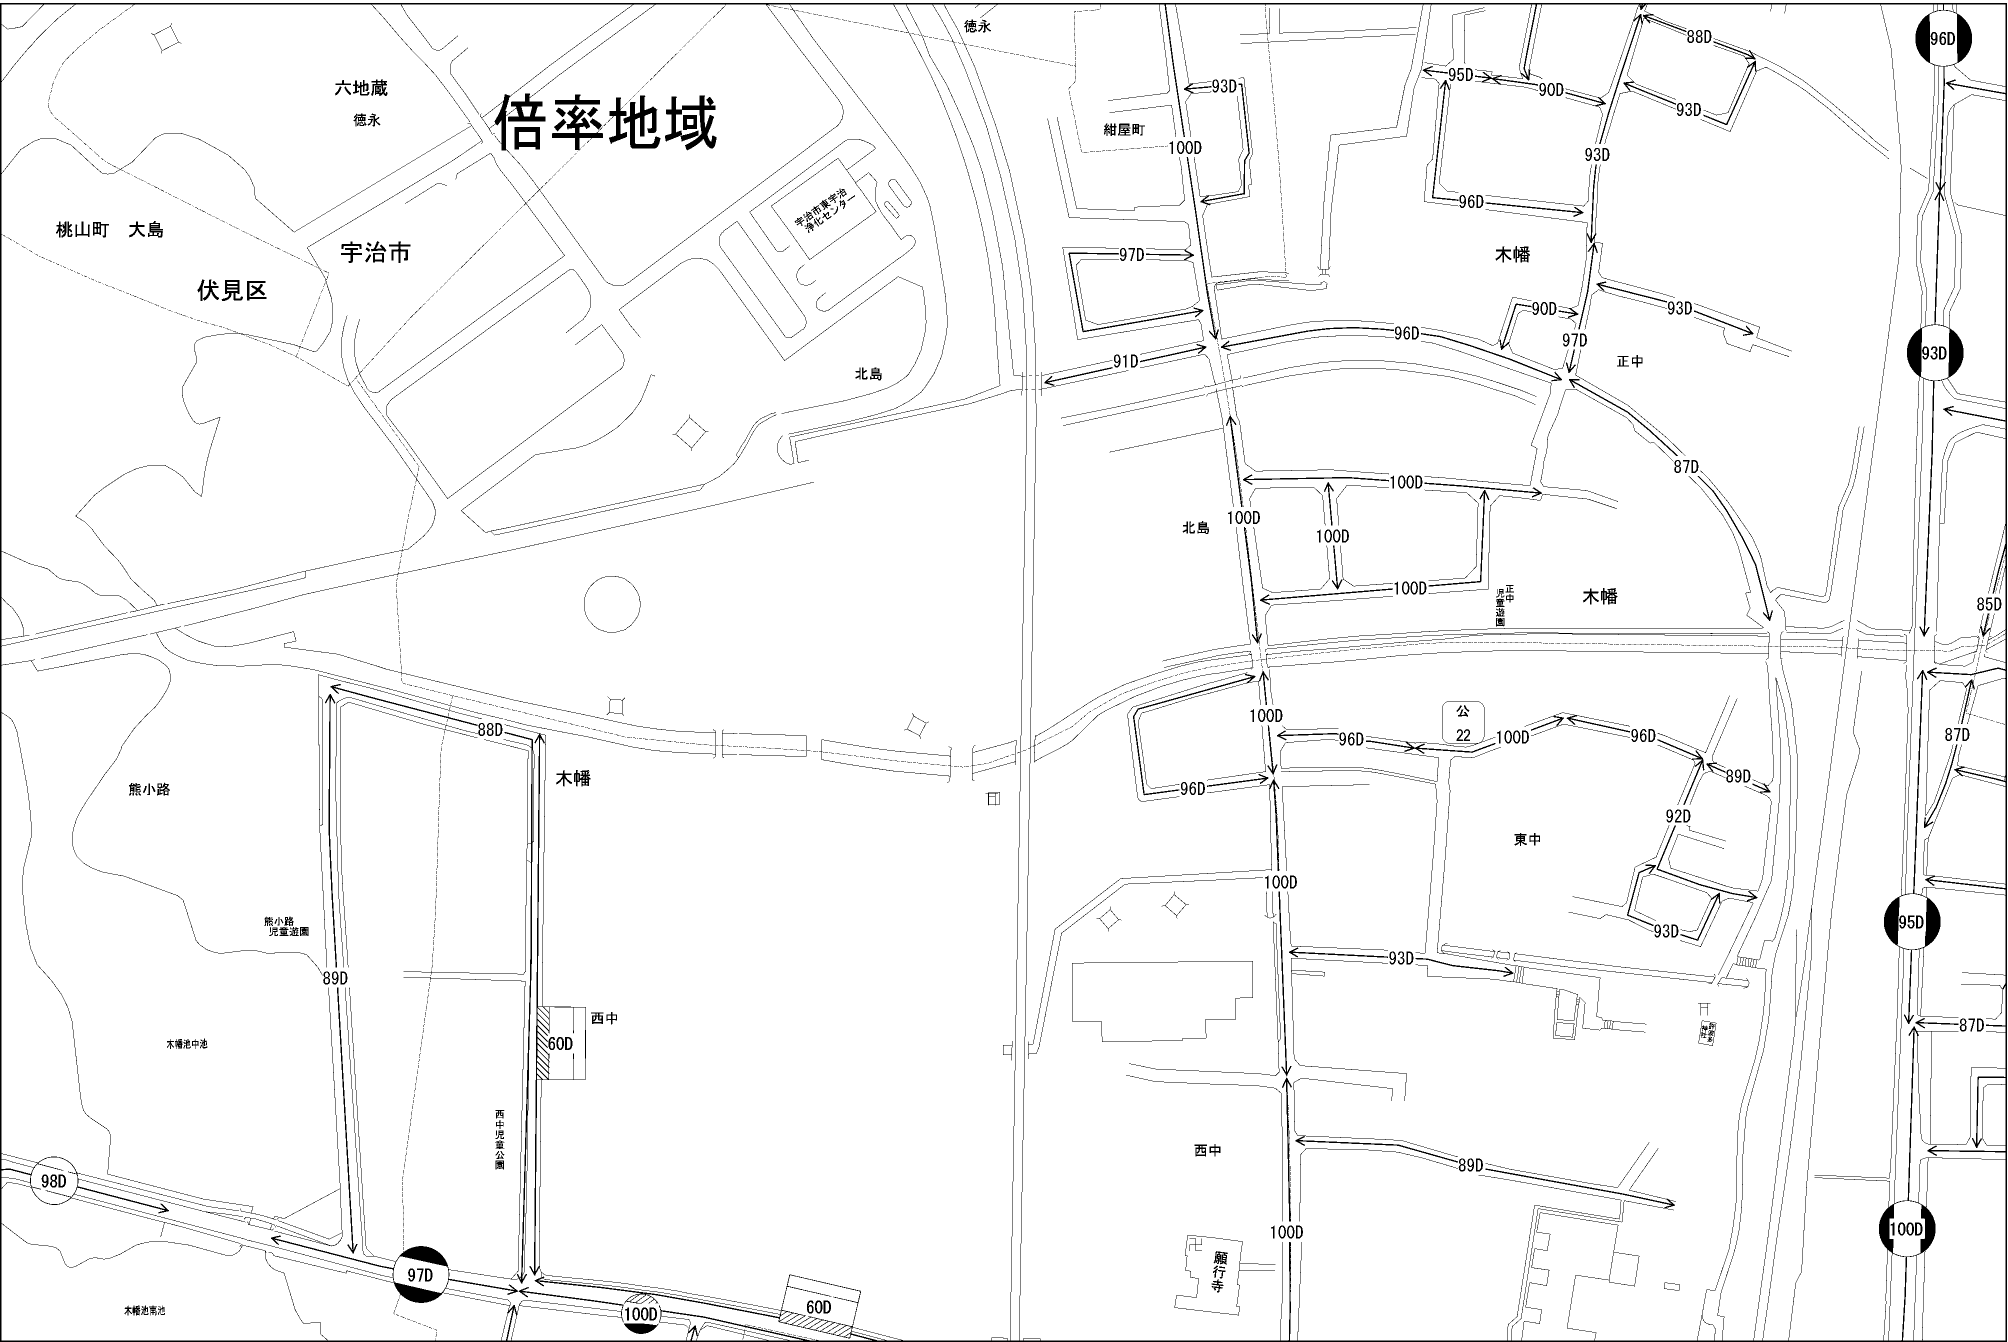 徳永
88D
96D
六地蔵
徳永
倍率地域
95D
90D
93D
93D
紺屋町
100D
93D
宇治市東宇治
浄化センター
96D
桃山町　大島
宇治市
97D
木幡
伏見区
90D
93D
96D
97D
93D
91D
正中
北島
87D
100D
100D
北島
100D
100D
正中
児童遊園
木幡
85D
公
22
100D
96D
100D
96D
88D
87D
木幡
96D
89D
熊小路
92D
東中
100D
熊小路
児童遊園
95D
93D
93D
89D
西中
87D
木幡池中池
60D
西中児童公園
西中
89D
98D
100D
100D
願行寺
97D
木幡池南池
100D
60D